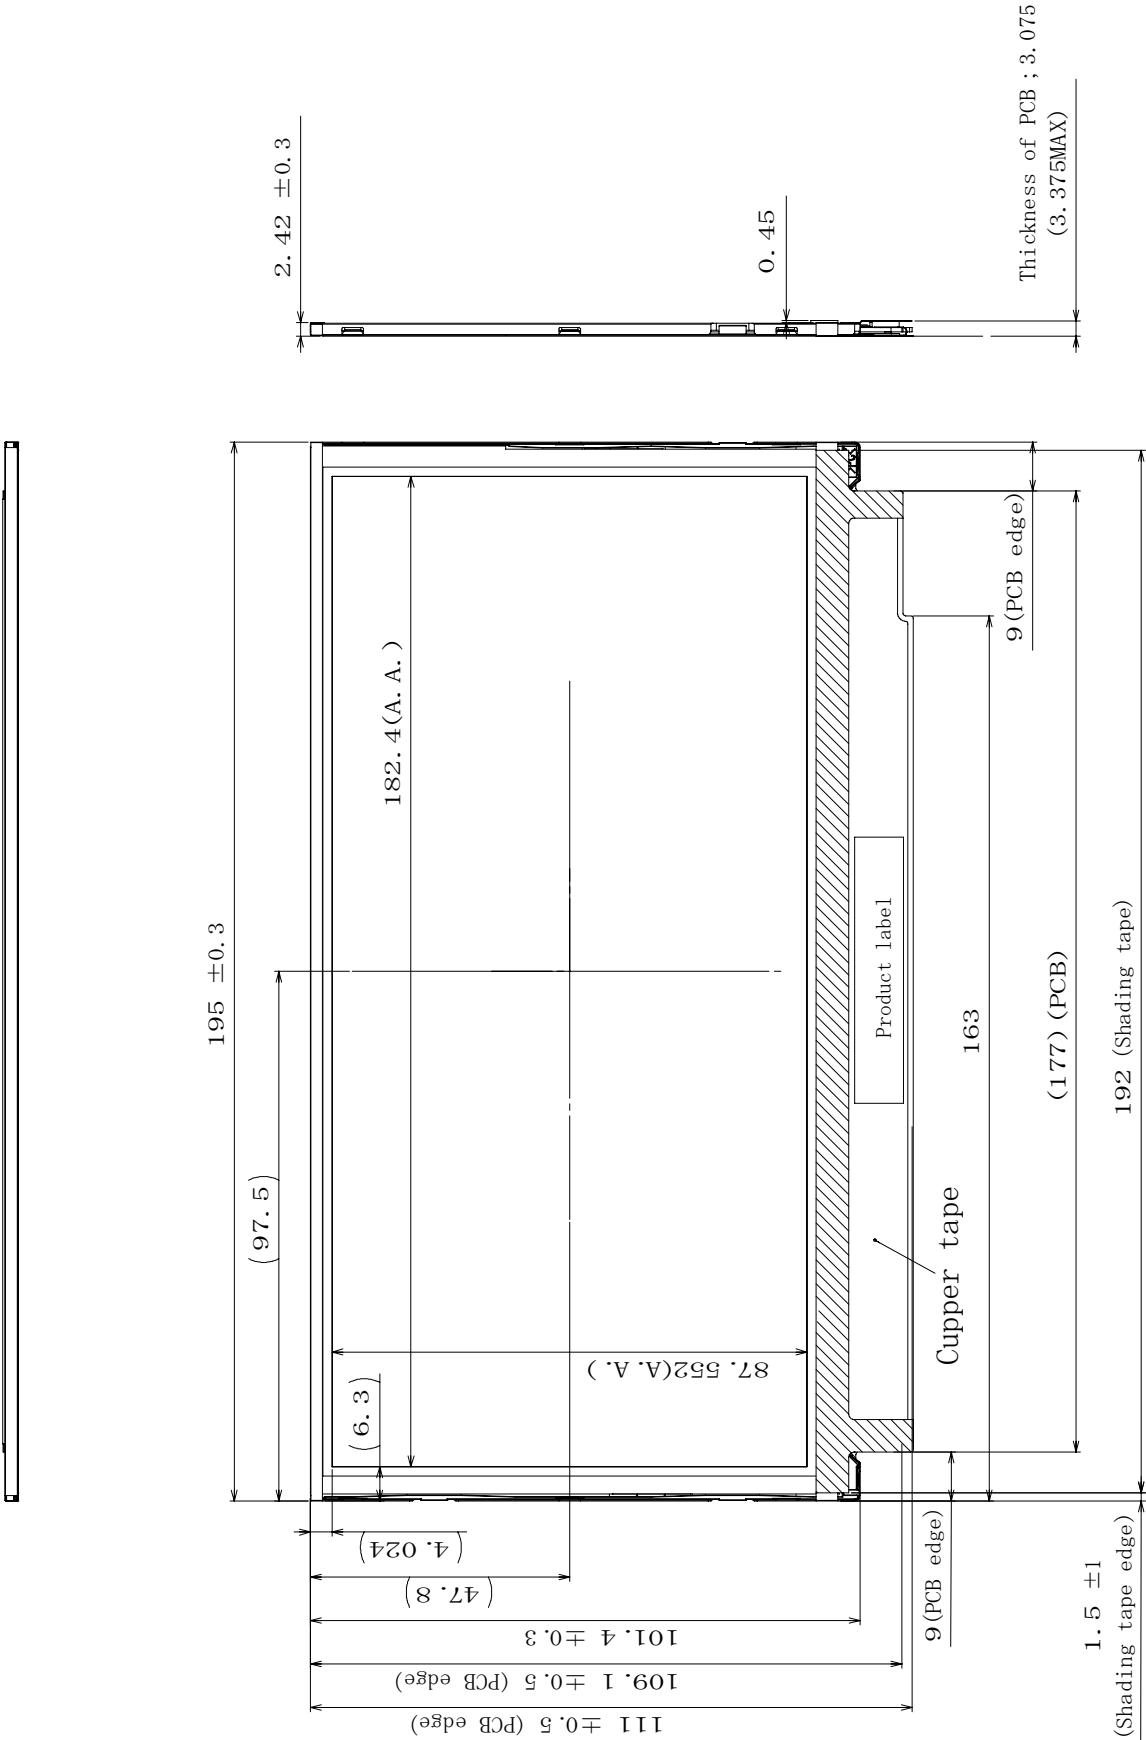 Thickness of PCB ; 3.075
(3.375MAX)
2.42 ±0.3
0.45
195 ±0.3
(97.5)
182.4(A.A.)
87.552(A.A.)
(6.3)
(4.024)
(47.8)
101.4 ±0.3
109.1 ±0.5 (PCB edge)
111 ±0.5 (PCB edge)
9(PCB edge)
Product label
163
(177)(PCB)
192 (Shading tape)
Cupper tape
9(PCB edge)
1.5 ±1
(Shading tape edge)